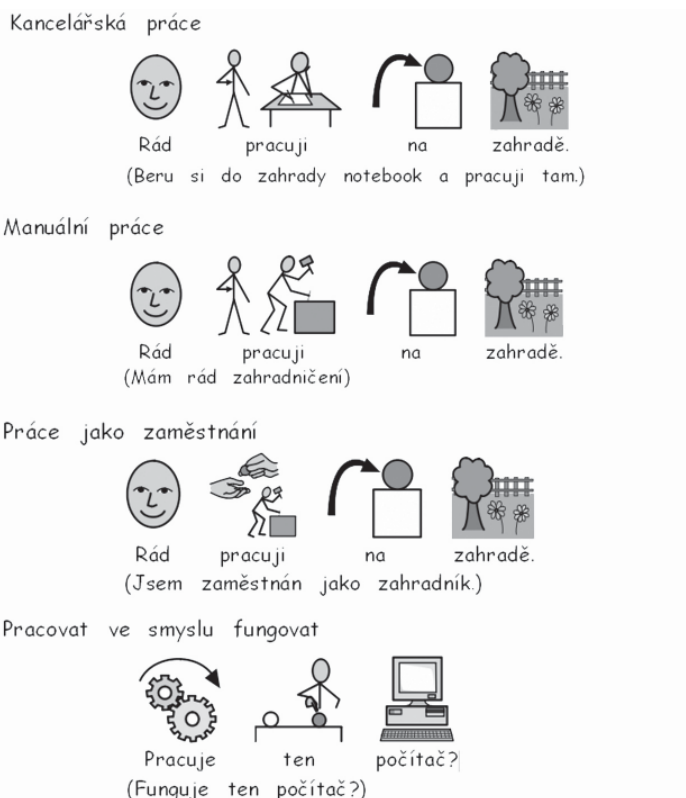 Kancelářská práce
Rád pracuji na zahradě.
(Beru si do zahrady notebook a pracuji tam.)
Manuální práce
Rád pracuji na zahradě.
(Mám rád zahradničení)
Práce jako zaměstnání
Rád pracuji na zahradě.
(Jsem zaměstnán jako zahradník.)
Pracovat ve smyslu fungovat
Pracuje ten počítač?
(Funguje ten počítač?)